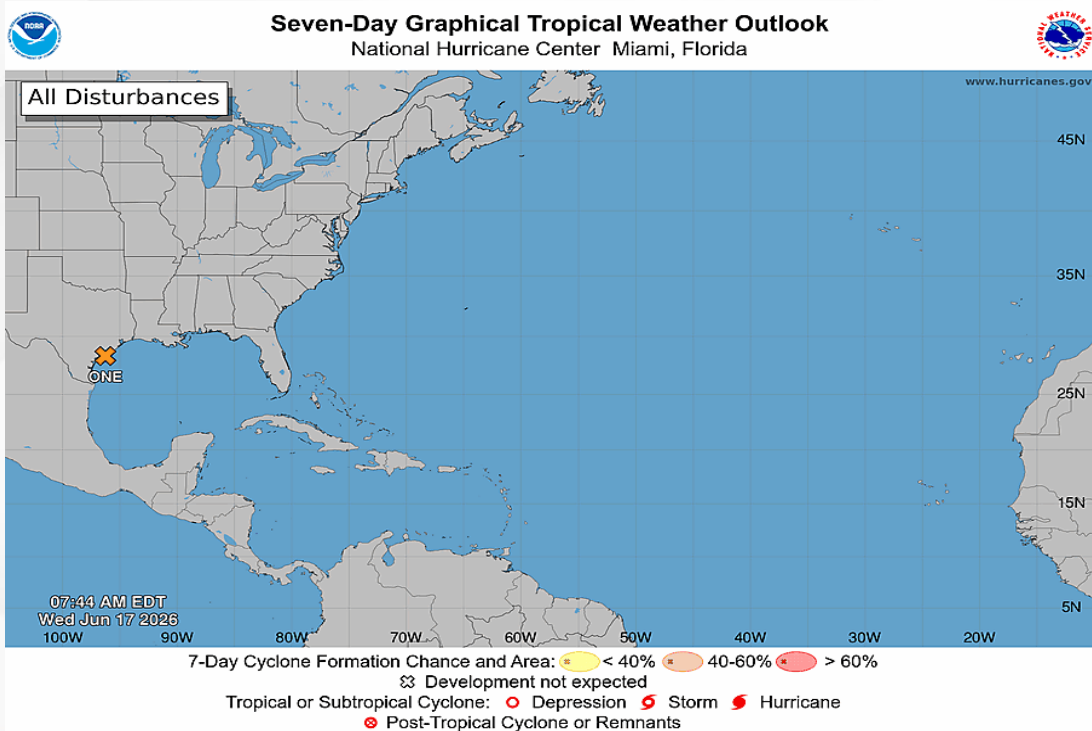 Seven-Day Graphical Tropical Weather Outlook
National Hurricane Center Miami, Florida
NOAA
www.hurricanes.gov
All Disturbances
45N
35N
ONE
25N
15N
07:44 AM EDT
Wed Jun 17 2026
5N
100W 90W 80W 70W 60W 50W 40W 30W 20W
7-Day Cyclone Formation Chance and Area: < 40% 40-60% > 60%
Development not expected
Tropical or Subtropical Cyclone: Depression Storm Hurricane
Post-Tropical Cyclone or Remnants